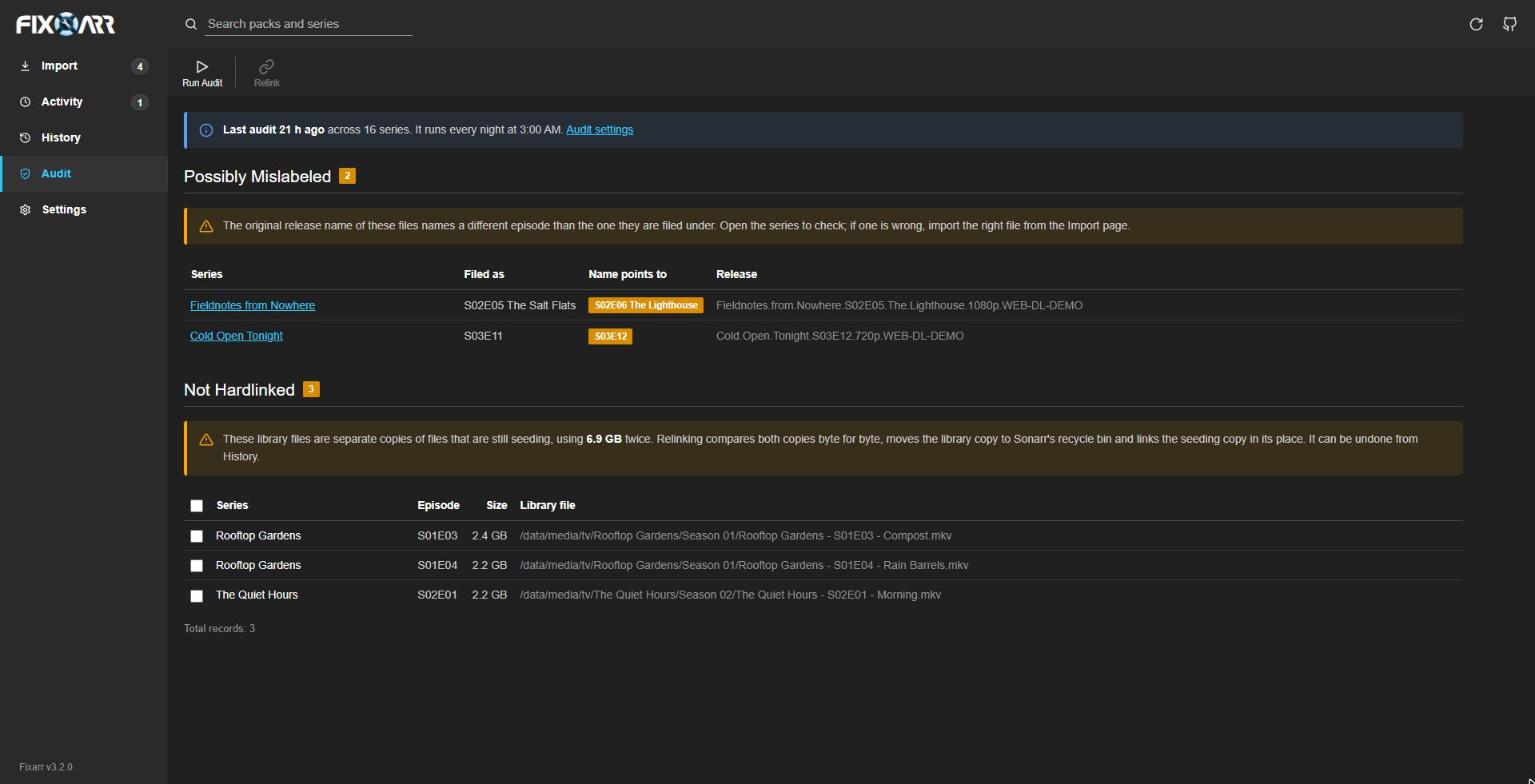 FIXARR
Search packs and series
Import 4
Activity 1
History
Audit
Settings
Run Audit
Relink
Last audit 21 h ago across 16 series. It runs every night at 3:00 AM. Audit settings
Possibly Mislabeled 2
The original release name of these files names a different episode than the one they are filed under. Open the series to check; if one is wrong, import the right file from the Import page.
Series Filed as Name points to Release
Fieldnotes from Nowhere S02E05 The Salt Flats S02E06 The Lighthouse Fieldnotes.from.Nowhere.S02E05.The.Lighthouse.1080p.WEB-DL-DEMO
Cold Open Tonight S03E11 S03E12 Cold.Open.Tonight.S03E12.720p.WEB-DL-DEMO
Not Hardlinked 3
These library files are separate copies of files that are still seeding, using 6.9 GB twice. Relinking compares both copies byte for byte, moves the library copy to Sonarr's recycle bin and links the seeding copy in its place. It can be undone from
History.
Series Episode Size Library file
Rooftop Gardens S01E03 2.4 GB /data/media/tv/Rooftop Gardens/Season 01/Rooftop Gardens - S01E03 - Compost.mkv
Rooftop Gardens S01E04 2.2 GB /data/media/tv/Rooftop Gardens/Season 01/Rooftop Gardens - S01E04 - Rain Barrels.mkv
The Quiet Hours S02E01 2.2 GB /data/media/tv/The Quiet Hours/Season 02/The Quiet Hours - S02E01 - Morning.mkv
Total records: 3
Fixarr v3.2.0